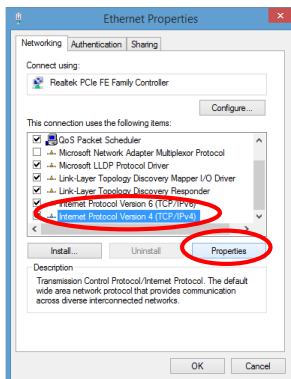 Ethernet Properties
Networking Authentication Sharing
Connect using:
Realtek PCIe FE Family Controller
Configure...
This connection uses the following items:
QoS Packet Scheduler
Microsoft Network Adapter Multiplexor Protocol
Microsoft LLDP Protocol Driver
Link-Layer Topology Discovery Mapper I/O Driver
Link-Layer Topology Discovery Responder
Internet Protocol Version 6 (TCP/IPv6)
Internet Protocol Version 4 (TCP/IPv4)
Install... Uninstall Properties
Description
Transmission Control Protocol/Internet Protocol. The default
wide area network protocol that provides communication
across diverse interconnected networks.
OK Cancel